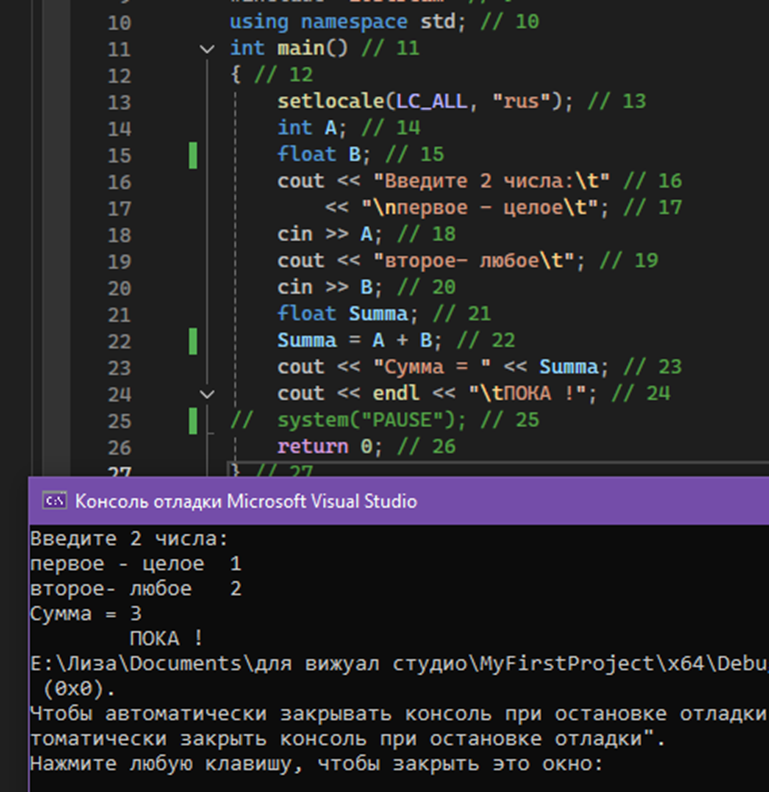 10 using namespace std; // 10
11 int main() // 11
12 { // 12
13 setlocale(LC_ALL, "rus"); // 13
14 int A; // 14
15 float B; // 15
16 cout << "Введите 2 числа:\t" // 16
17 << "\nпервое - целое\t"; // 17
18 cin >> A; // 18
19 cout << "второе- любое\t"; // 19
20 cin >> B; // 20
21 float Summa; // 21
22 Summa = A + B; // 22
23 cout << "Сумма = " << Summa; // 23
24 cout << endl << "\tПОКА !"; // 24
25 // system("PAUSE"); // 25
26 return 0; // 26
27 } // 27
Консоль отладки Microsoft Visual Studio
Введите 2 числа:
первое - целое 1
второе- любое 2
Сумма = 3
ПОКА !
E:\Лиза\Documents\для вижуал студио\MyFirstProject\x64\Debu
(0x0).
Чтобы автоматически закрывать консоль при остановке отладки
томатически закрыть консоль при остановке отладки".
Нажмите любую клавишу, чтобы закрыть это окно: